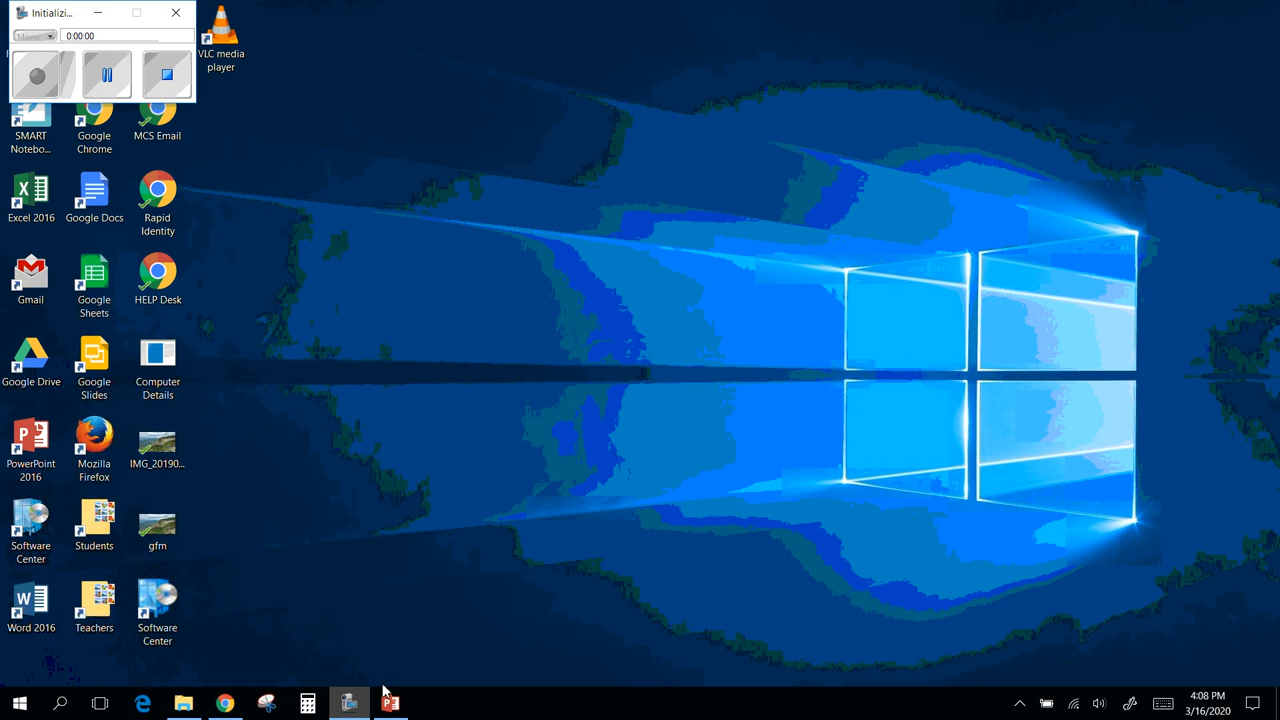 Initializi...
Menu
0:00:00
VLC media
player
SMART
Notebo...
Google
Chrome
MCS Email
Excel 2016
Google Docs
Rapid
Identity
Gmail
Google
Sheets
HELP Desk
Google Drive
Google
Slides
Computer
Details
PowerPoint
2016
Mozilla
Firefox
IMG_20190...
Software
Center
Students
gfm
Word 2016
Teachers
Software
Center
4:08 PM
3/16/2020